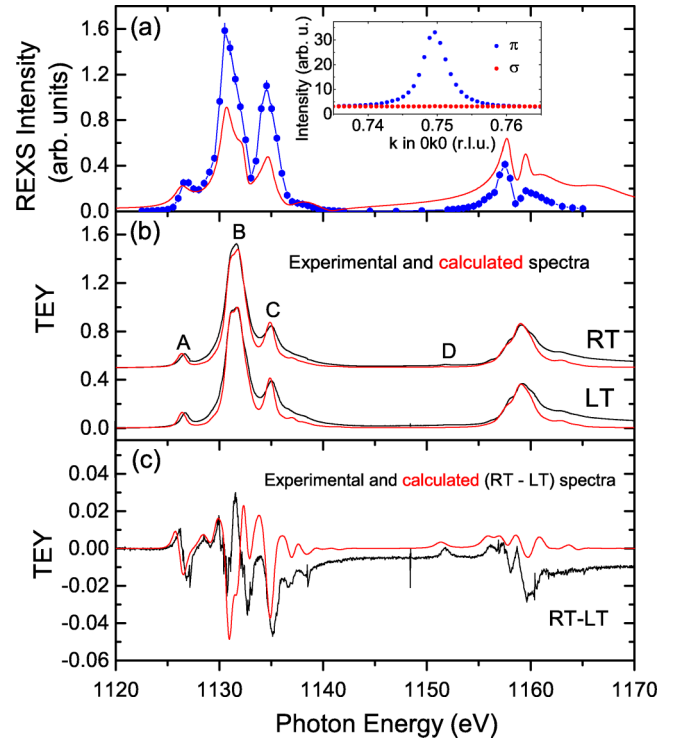 (a)
REXS Intensity
(arb. units)
1.6
1.2
0.8
0.4
0.0
Intensity (arb. u.)
30
20
10
0
π
σ
0.74
0.75
0.76
k in 0k0 (r.l.u.)
(b)
TEY
1.6
1.2
0.8
0.4
0.0
B
Experimental and calculated spectra
A
C
D
RT
LT
(c)
TEY
0.04
0.02
0.00
-0.02
-0.04
-0.06
Experimental and calculated (RT - LT) spectra
RT-LT
1120
1130
1140
1150
1160
1170
Photon Energy (eV)